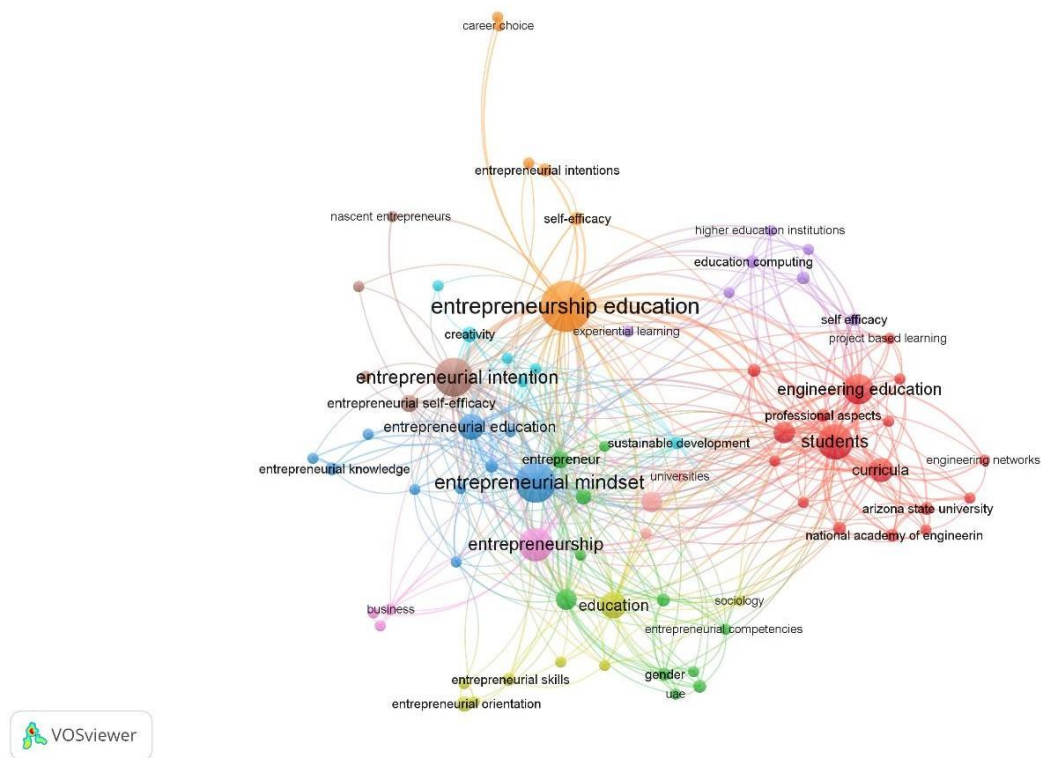 career choice
entrepreneurial intentions
nascent entrepreneurs
self-efficacy
higher education institutions
education computing
entrepreneurship education
experiential learning
self efficacy
project based learning
creativity
entrepreneurial intention
engineering education
entrepreneurial self-efficacy
professional aspects
entrepreneurial education
students
sustainable development
entrepreneur
engineering networks
entrepreneurial knowledge
curricula
universities
entrepreneurial mindset
arizona state university
national academy of engineerin
entrepreneurship
sociology
education
business
entrepreneurial competencies
gender
entrepreneurial skills
uae
entrepreneurial orientation
VOSviewer